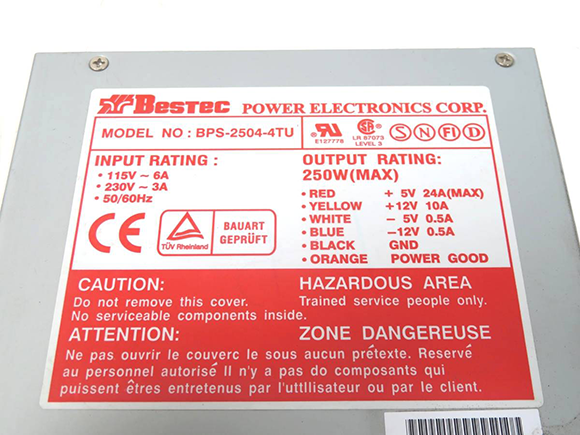 Bestec POWER ELECTRONICS CORP.
MODEL NO : BPS-2504-4TU
E127778
LR 67073
LEVEL 3
S N FI D
INPUT RATING :
• 115V ~ 6A
• 230V ~ 3A
• 50/60Hz
CE
TÜV Rheinland
BAUART
GEPRÜFT
OUTPUT RATING:
250W(MAX)
• RED + 5V 24A(MAX)
• YELLOW +12V 10A
• WHITE – 5V 0.5A
• BLUE –12V 0.5A
• BLACK GND
• ORANGE POWER GOOD
CAUTION: HAZARDOUS AREA
Do not remove this cover. Trained service people only.
No serviceable components inside.
ATTENTION: ZONE DANGEREUSE
Ne pas ouvrir le couverc le sous aucun prétexte. Reservé
au personnel autorisé II n'y a pas de composants qui
puissent êtres entretenus par l'utllisateur ou par le client.